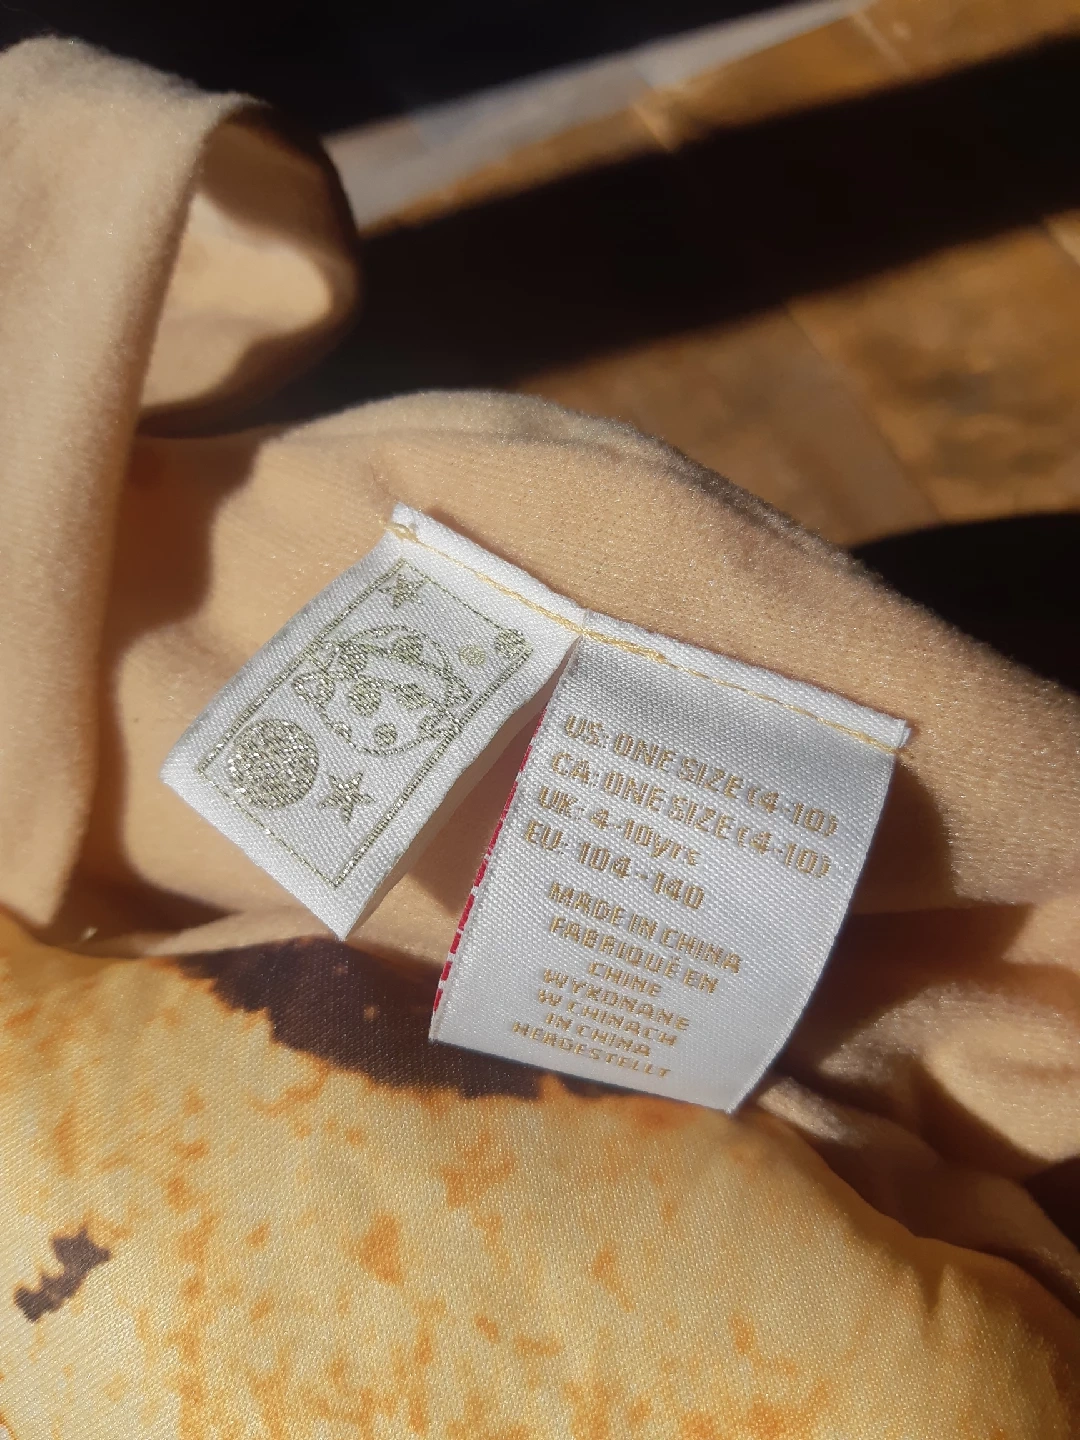 US: ONE SIZE (4-10)
CA: ONE SIZE (4-10)
UK: 4-10yrs
EU: 104-140
MADE IN CHINA
FABRIQUÉ EN
CHINE
WYKONANE
W CHINACH
IN CHINA
HERGESTELLT